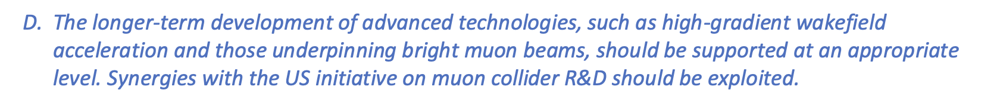 D. The longer-term development of advanced technologies, such as high-gradient wakefield
acceleration and those underpinning bright muon beams, should be supported at an appropriate
level. Synergies with the US initiative on muon collider R&D should be exploited.